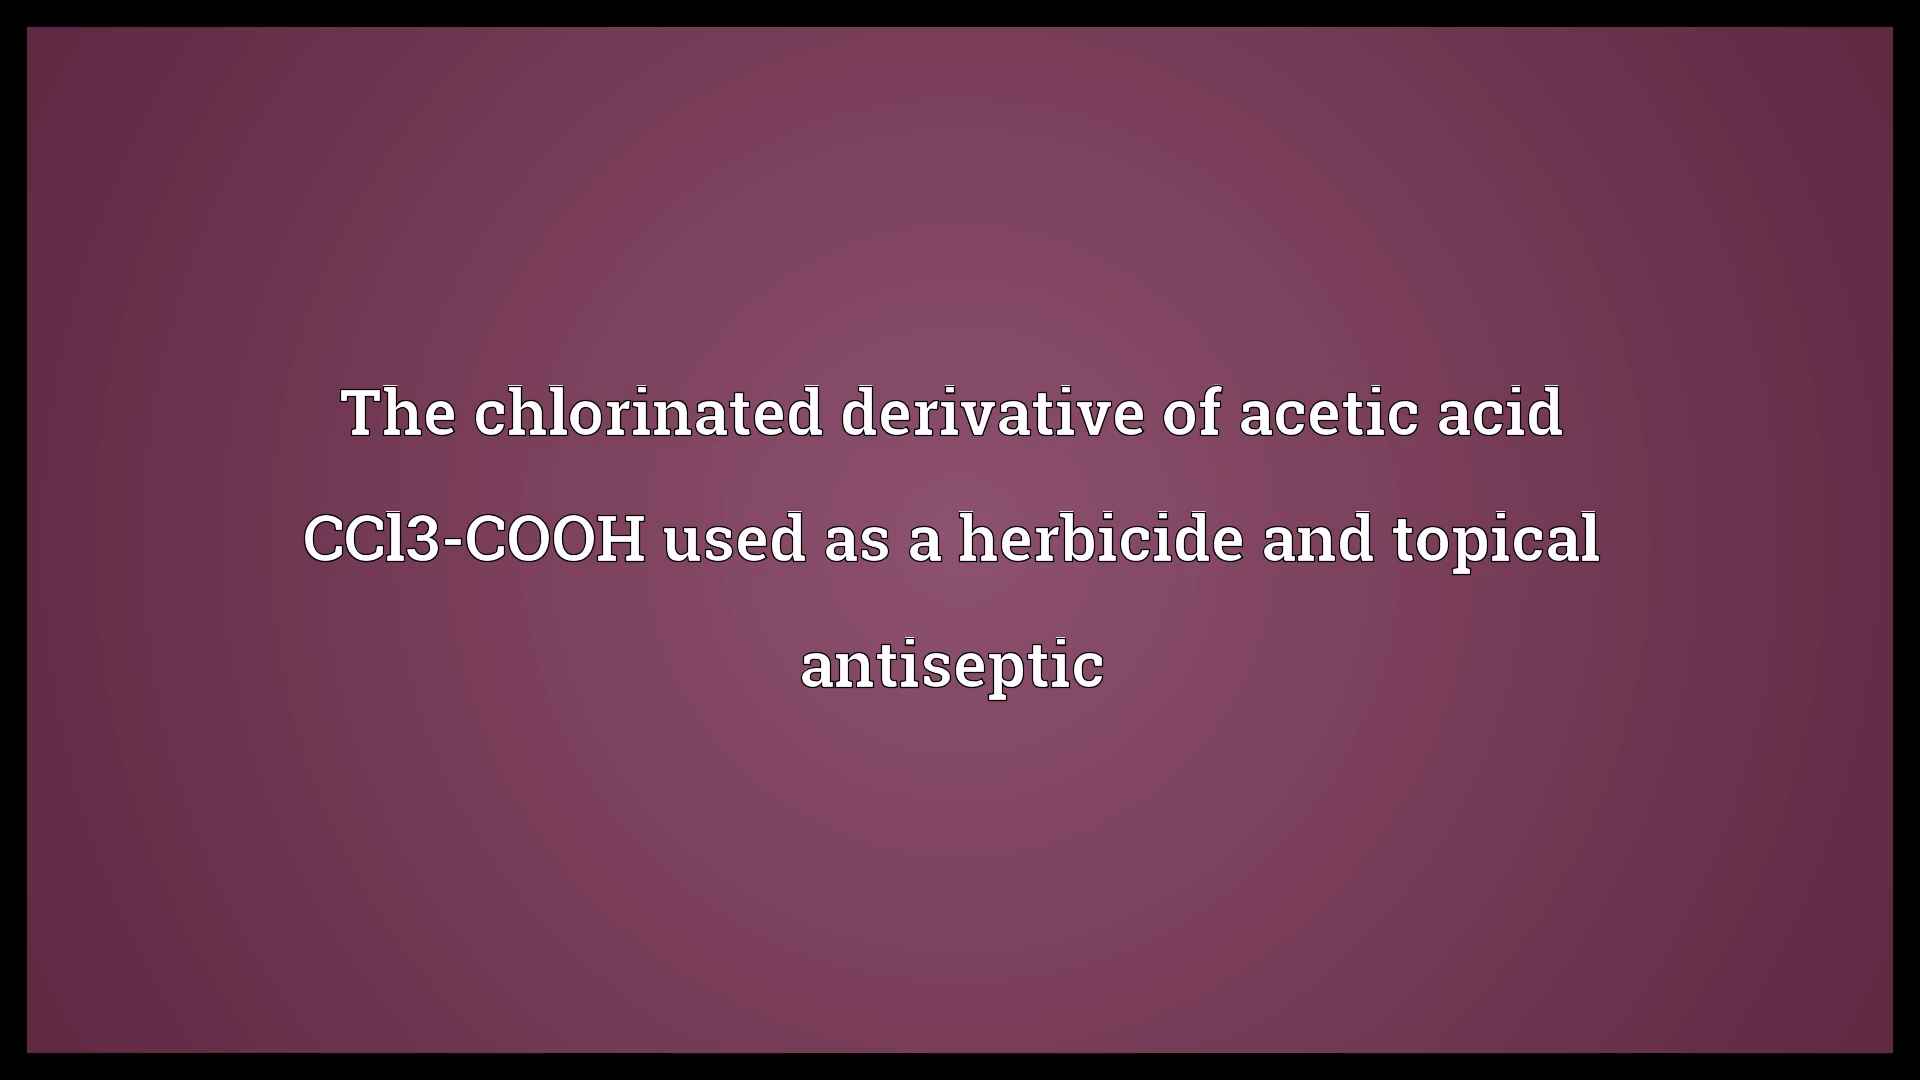 The chlorinated derivative of acetic acid
CCl3-COOH used as a herbicide and topical
antiseptic